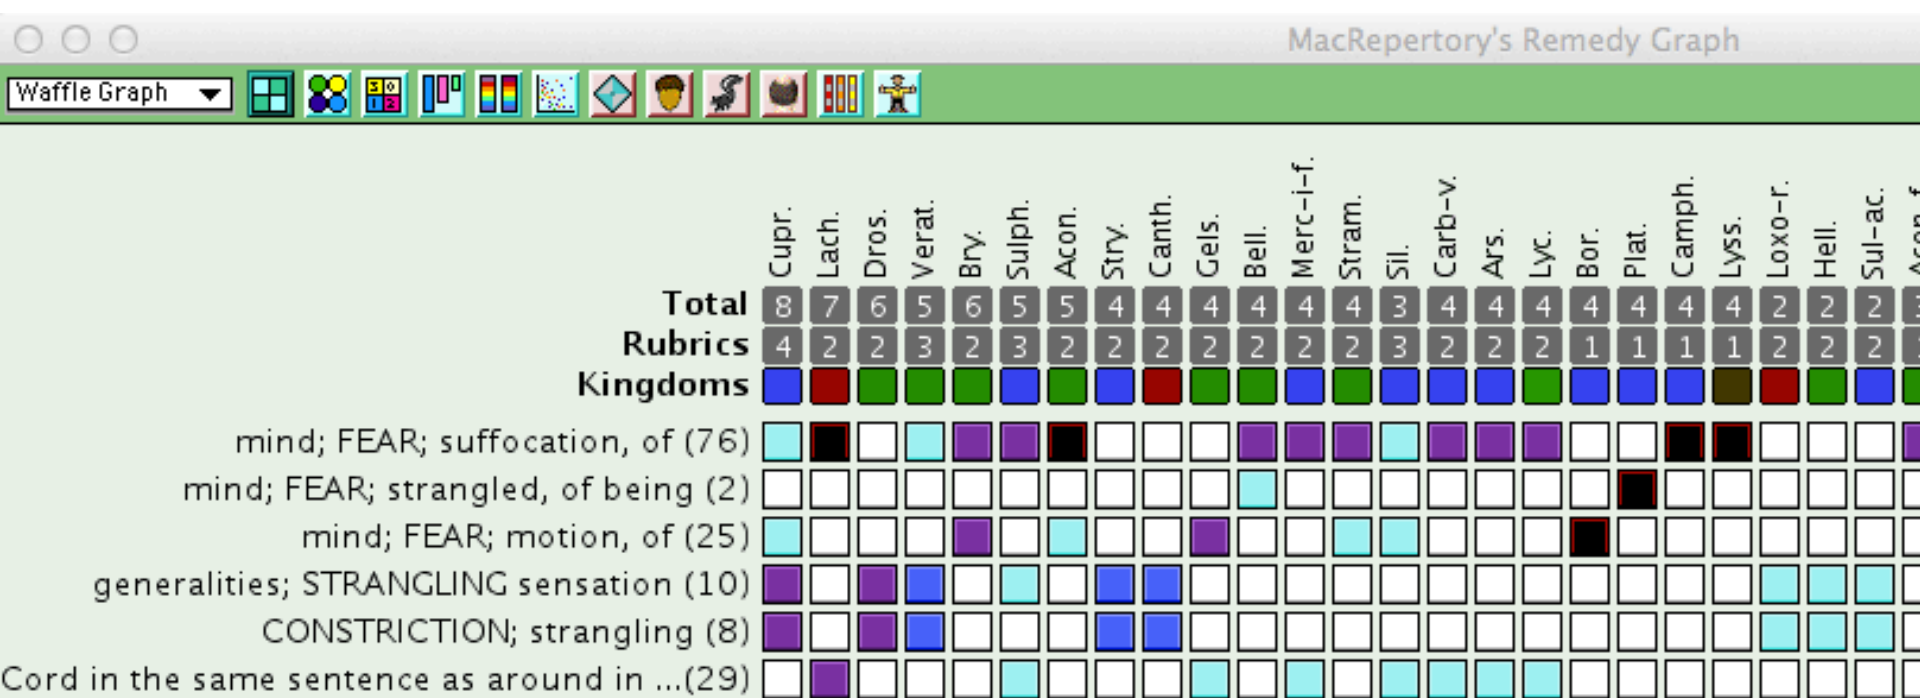 MacRepertory's Remedy Graph
Waffle Graph
Cupr. Lach. Dros. Verat. Bry. Sulph. Acon. Stry. Canth. Gels. Bell. Merc-i-f. Stram. Sil. Carb-v. Ars. Lyc. Bor. Plat. Camph. Lyss. Loxo-r. Hell. Sul-ac.
Total 8 7 6 5 6 5 5 4 4 4 4 4 4 3 4 4 4 4 4 4 4 2 2 2
Rubrics 4 2 2 3 2 3 2 2 2 2 2 2 2 3 2 2 2 1 1 1 1 2 2 2
Kingdoms
mind; FEAR; suffocation, of (76)
mind; FEAR; strangled, of being (2)
mind; FEAR; motion, of (25)
generalities; STRANGLING sensation (10)
CONSTRICTION; strangling (8)
Cord in the same sentence as around in ...(29)